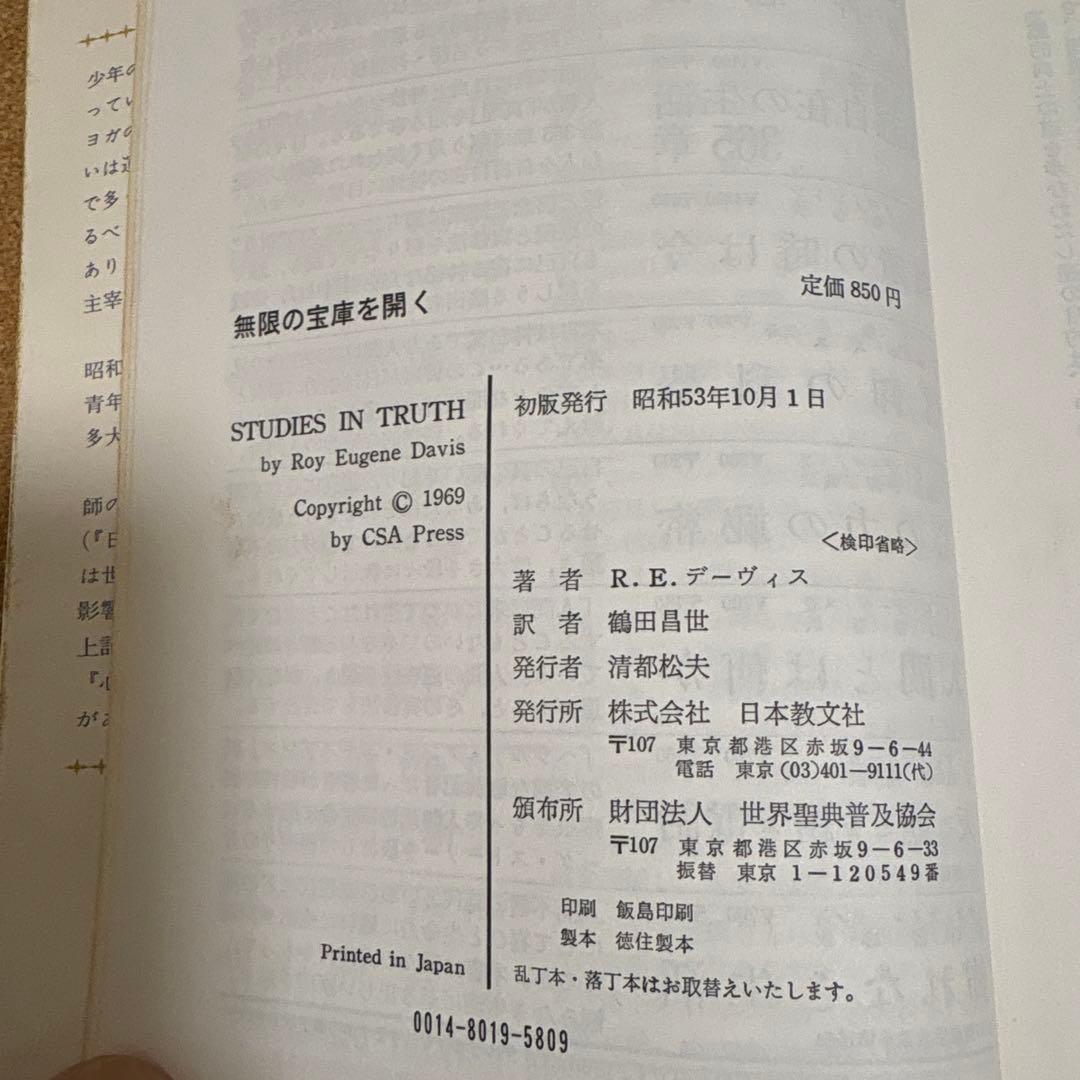 少年の
ってい
ヨガの
いは
で多
るべ
あり
主宰
昭和
青年
多大
師の
は世
影響
上記
『心
があ
無限の宝庫を開く
定価 850円
STUDIES IN TRUTH
by Roy Eugene Davis
Copyright © 1969
by CSA Press
初版発行 昭和53年10月1日
<検印省略>
著者 R.E.デーヴィス
訳者 鶴田昌世
発行者 清都松夫
発行所 株式会社 日本教文社
〒107 東京都港区赤坂9-6-44
電話 東京(03)401-9111(代)
頒布所 財団法人 世界聖典普及協会
〒107 東京都港区赤坂9-6-33
振替 東京 1-120549番
印刷 飯島印刷
製本 徳住製本
Printed in Japan
乱丁本・落丁本はお取替えいたします。
0014-8019-5809